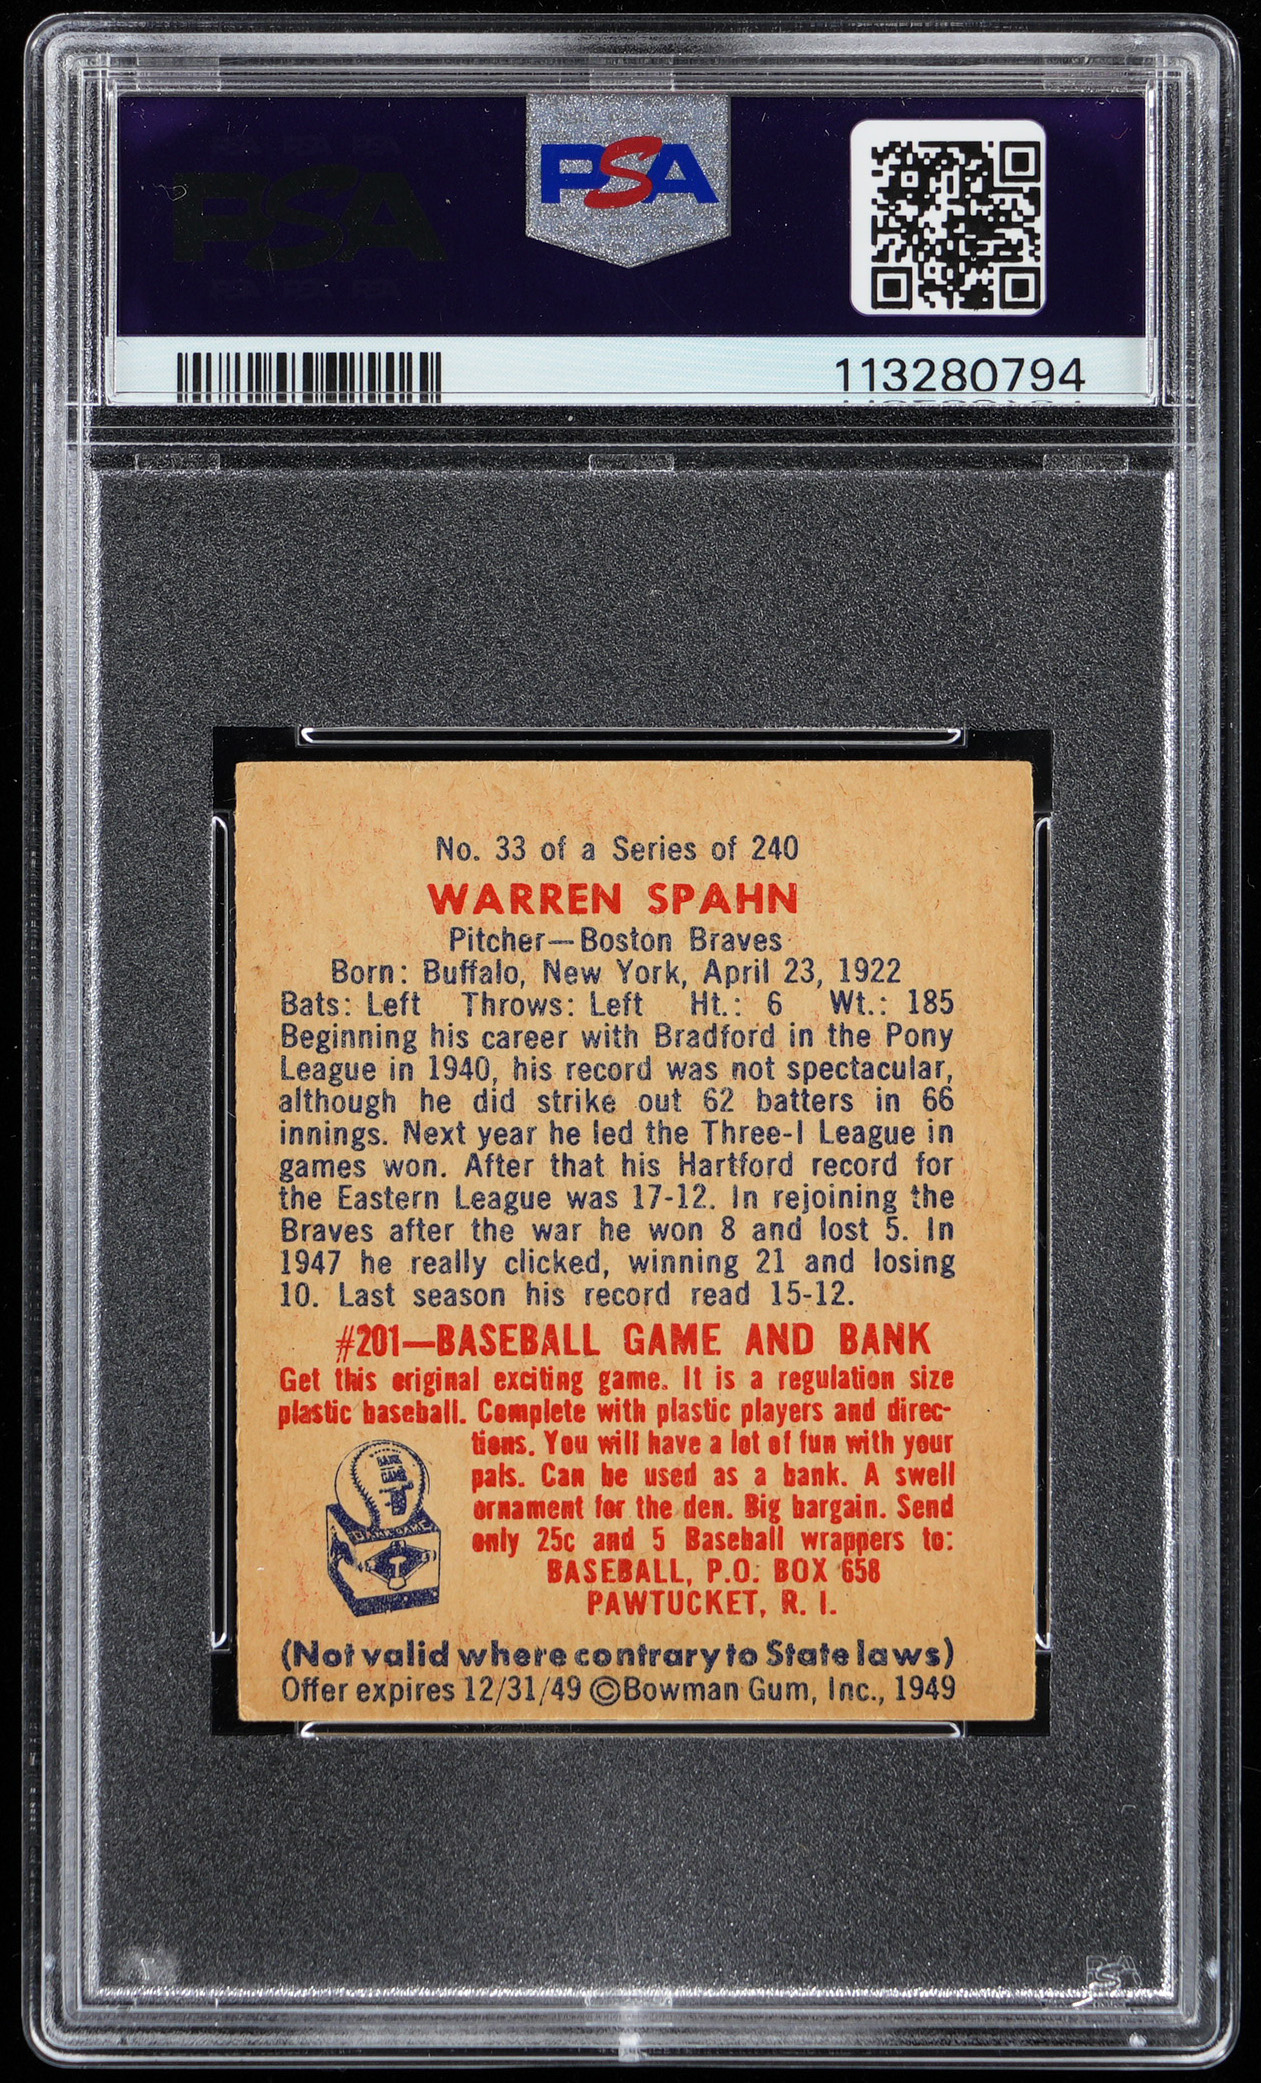 PSA
PSA
113280794
No. 33 of a Series of 240
WARREN SPAHN
Pitcher—Boston Braves
Born: Buffalo, New York, April 23, 1922
Bats: Left Throws: Left Ht.: 6 Wt.: 185
Beginning his career with Bradford in the Pony
League in 1940, his record was not spectacular,
although he did strike out 62 batters in 66
innings. Next year he led the Three-I League in
games won. After that his Hartford record for
the Eastern League was 17-12. In rejoining the
Braves after the war he won 8 and lost 5. In
1947 he really clicked, winning 21 and losing
10. Last season his record read 15-12.
#201—BASEBALL GAME AND BANK
Get this original exciting game. It is a regulation size
plastic baseball. Complete with plastic players and direc-
tions. You will have a lot of fun with your
pals. Can be used as a bank. A swell
ornament for the den. Big bargain. Send
only 25c and 5 Baseball wrappers to:
BASEBALL, P.O. BOX 658
PAWTUCKET, R. I.
BANK
GAME
BANK GAME
(Not valid where contrary to State laws)
Offer expires 12/31/49 ©Bowman Gum, Inc., 1949
PSA